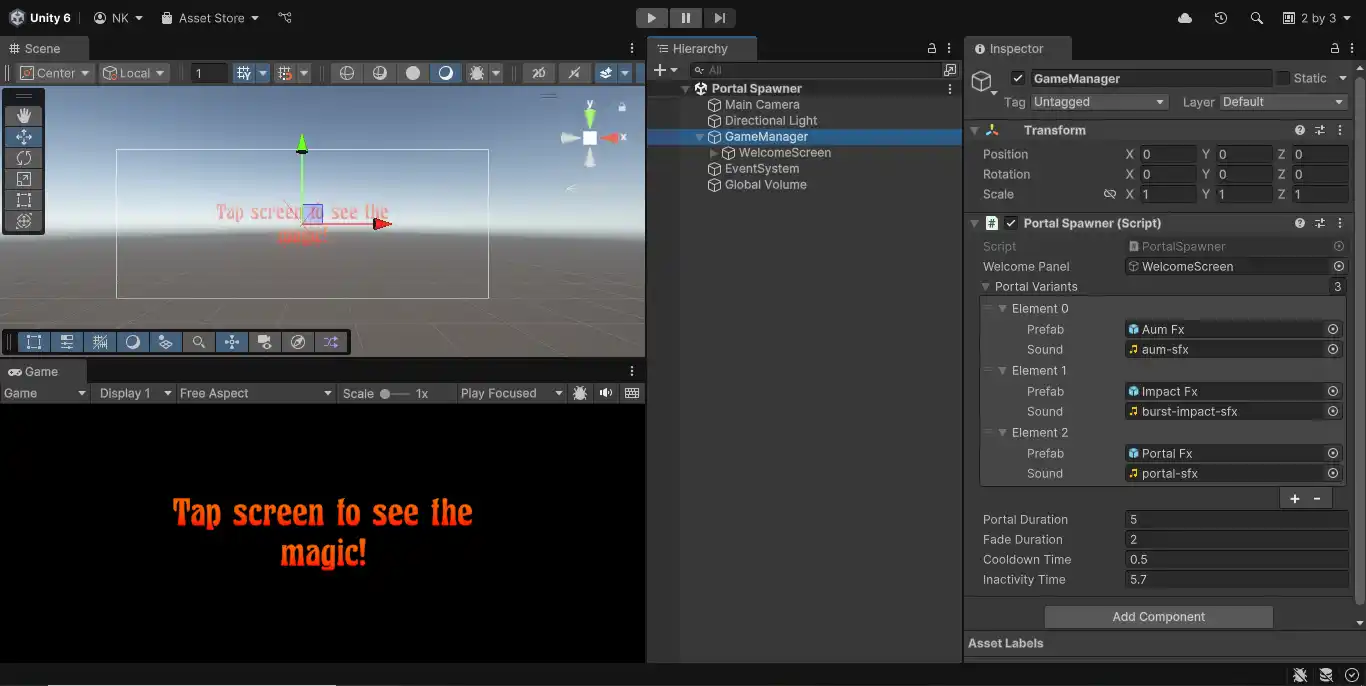 Unity 6 NK Asset Store 2 by 3
Scene
Center Local 1 2D
y
x
Tap screen to see the
magic!
Game
Game Display 1 Free Aspect Scale 1x Play Focused
Tap screen to see the
magic!
Hierarchy
All
Portal Spawner
Main Camera
Directional Light
GameManager
WelcomeScreen
EventSystem
Global Volume
Inspector
GameManager Static
Tag Untagged Layer Default
Transform
Position X 0 Y 0 Z 0
Rotation X 0 Y 0 Z 0
Scale X 1 Y 1 Z 1
# Portal Spawner (Script)
Script PortalSpawner
Welcome Panel WelcomeScreen
Portal Variants 3
Element 0
Prefab Aum Fx
Sound aum-sfx
Element 1
Prefab Impact Fx
Sound burst-impact-sfx
Element 2
Prefab Portal Fx
Sound portal-sfx
+ -
Portal Duration 5
Fade Duration 2
Cooldown Time 0.5
Inactivity Time 5.7
Add Component
Asset Labels